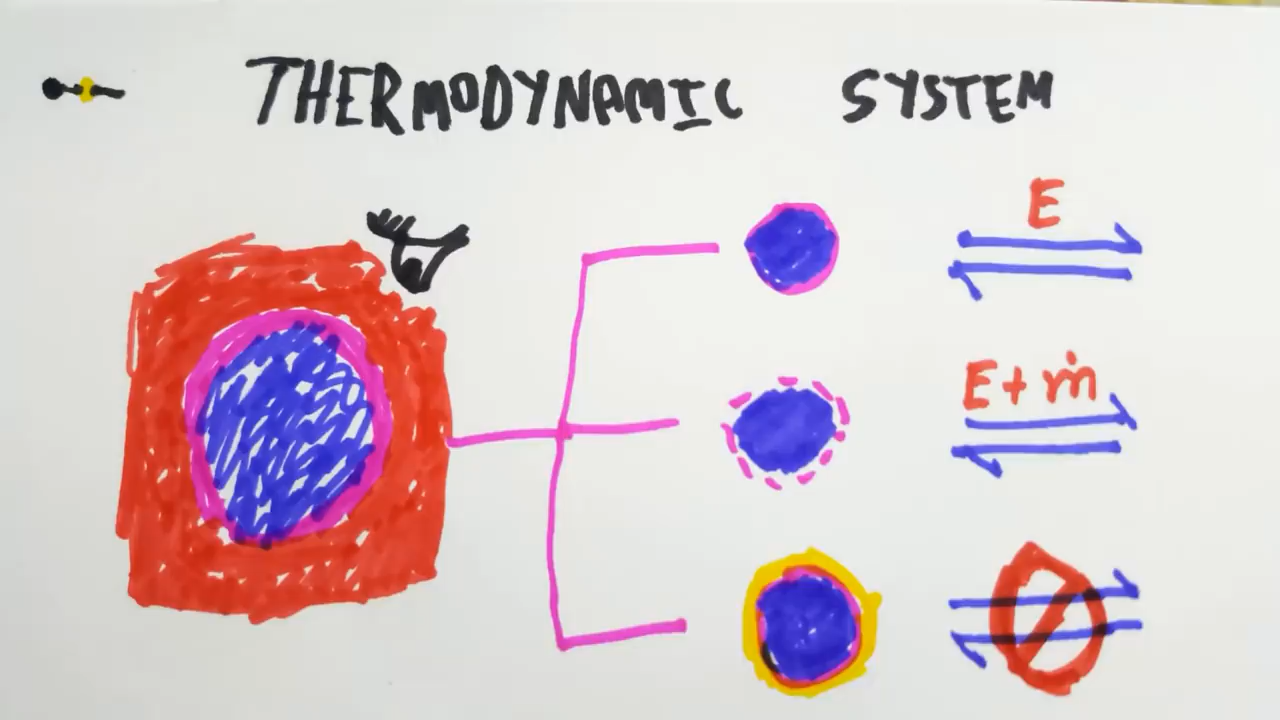 THERMODYNAMIC SYSTEM
E
E + ṁ